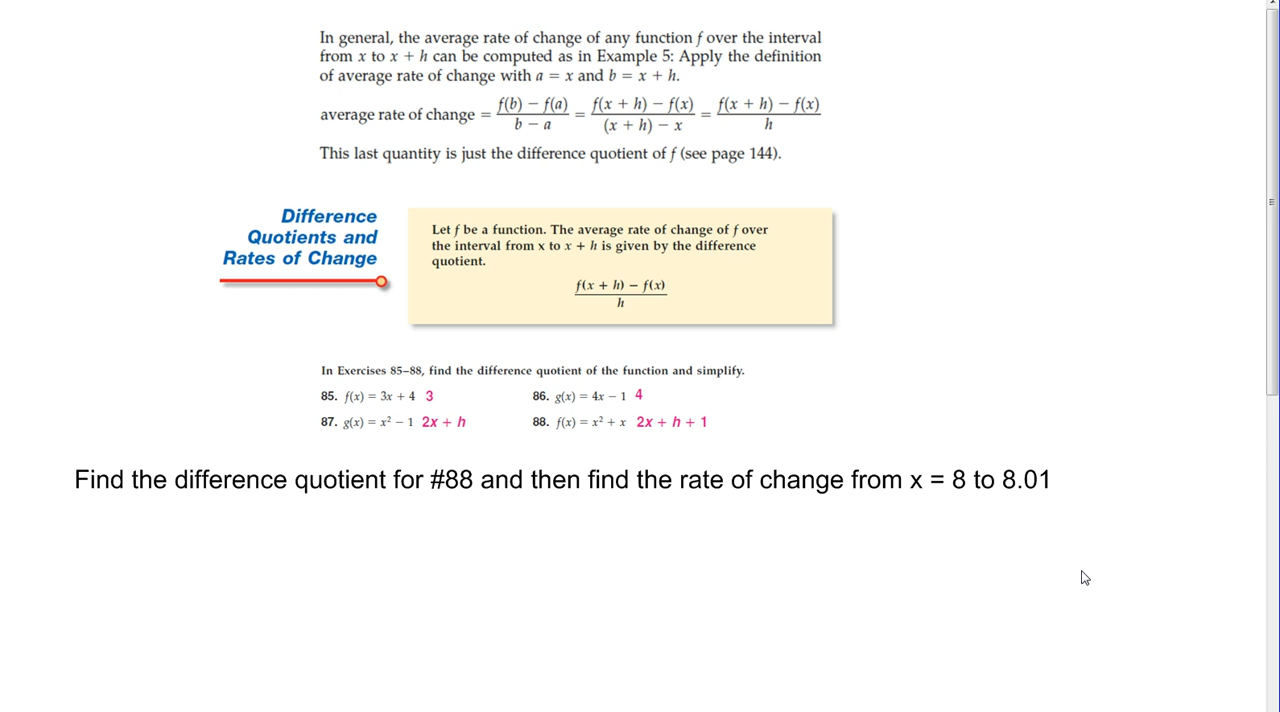 In general, the average rate of change of any function f over the interval
from x to x + h can be computed as in Example 5: Apply the definition
of average rate of change with a = x and b = x + h.
average rate of change = f(b) − f(a) / b − a = f(x + h) − f(x) / (x + h) − x = f(x + h) − f(x) / h
This last quantity is just the difference quotient of f (see page 144).
Difference
Quotients and
Rates of Change
Let f be a function. The average rate of change of f over
the interval from x to x + h is given by the difference
quotient.
f(x + h) − f(x)
h
In Exercises 85–88, find the difference quotient of the function and simplify.
85. f(x) = 3x + 4 3 86. g(x) = 4x − 1 4
87. g(x) = x² − 1 2x + h 88. f(x) = x² + x 2x + h + 1
Find the difference quotient for #88 and then find the rate of change from x = 8 to 8.01